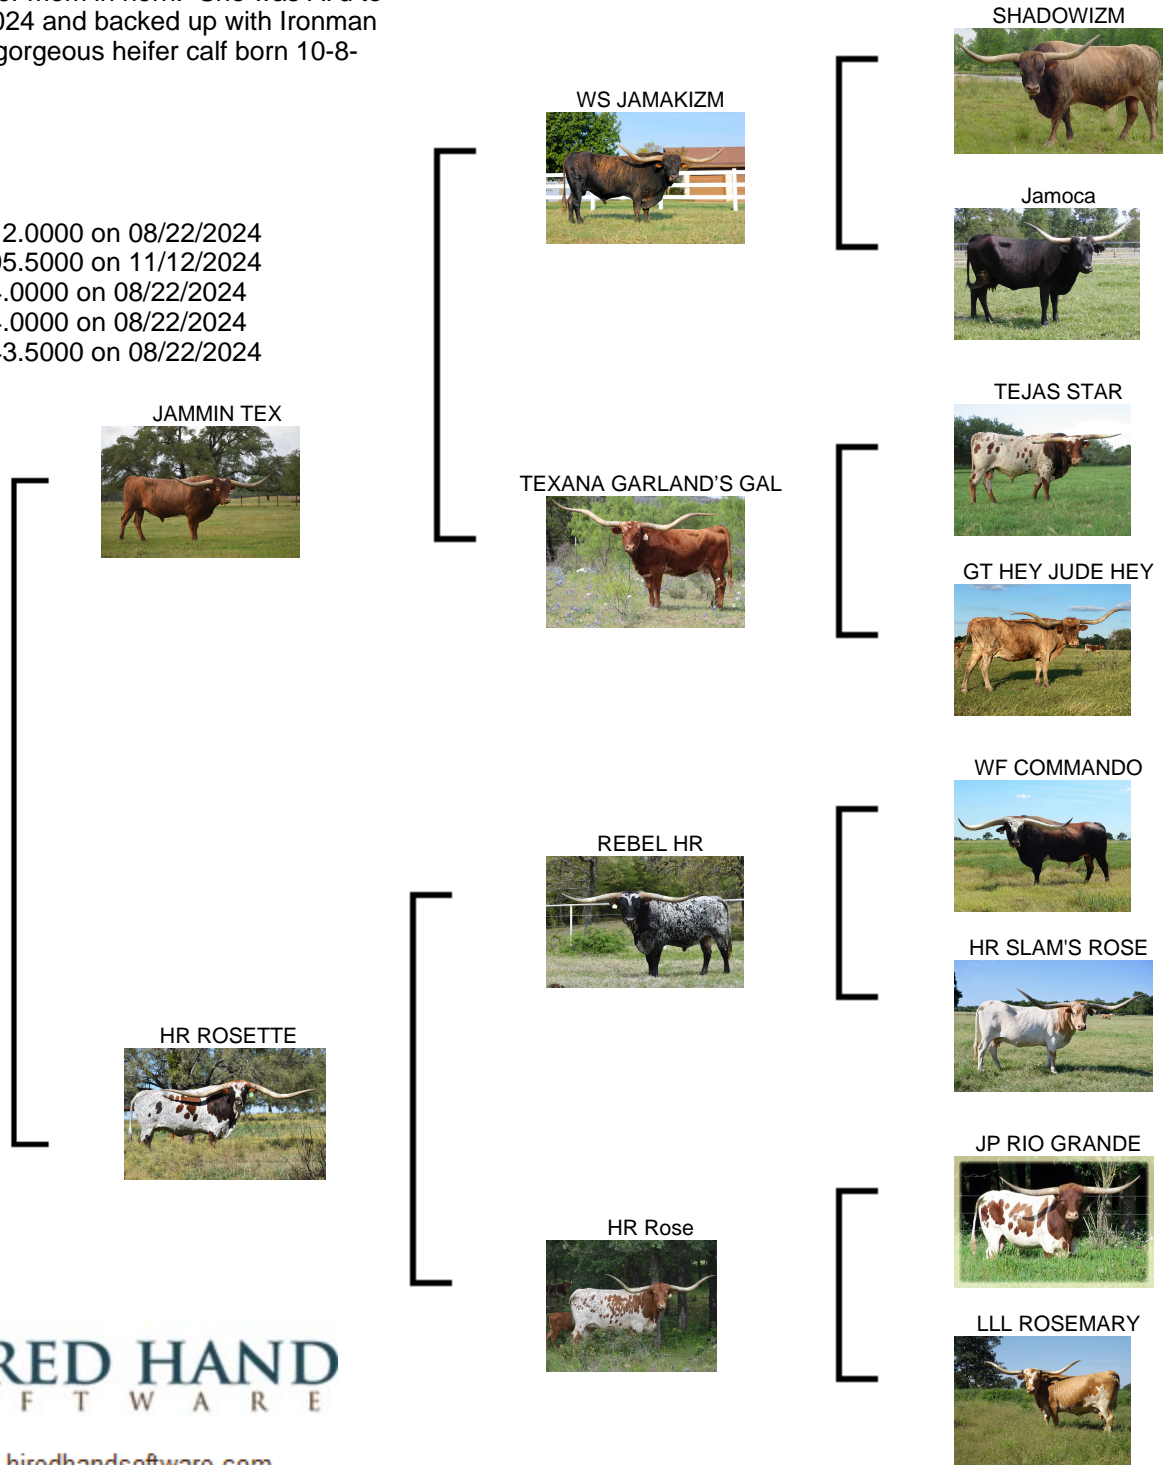 and backed up with Ironman
gorgeous heifer calf born 10-8-
2.0000 on 08/22/2024
5.5000 on 11/12/2024
.0000 on 08/22/2024
.0000 on 08/22/2024
3.5000 on 08/22/2024
SHADOWIZM
WS JAMAKIZM
Jamoca
TEJAS STAR
JAMMIN TEX
TEXANA GARLAND'S GAL
GT HEY JUDE HEY
WF COMMANDO
REBEL HR
HR SLAM'S ROSE
HR ROSETTE
JP RIO GRANDE
HR Rose
LLL ROSEMARY
RED HAND
F T W A R E
hiredhandsoftware.com